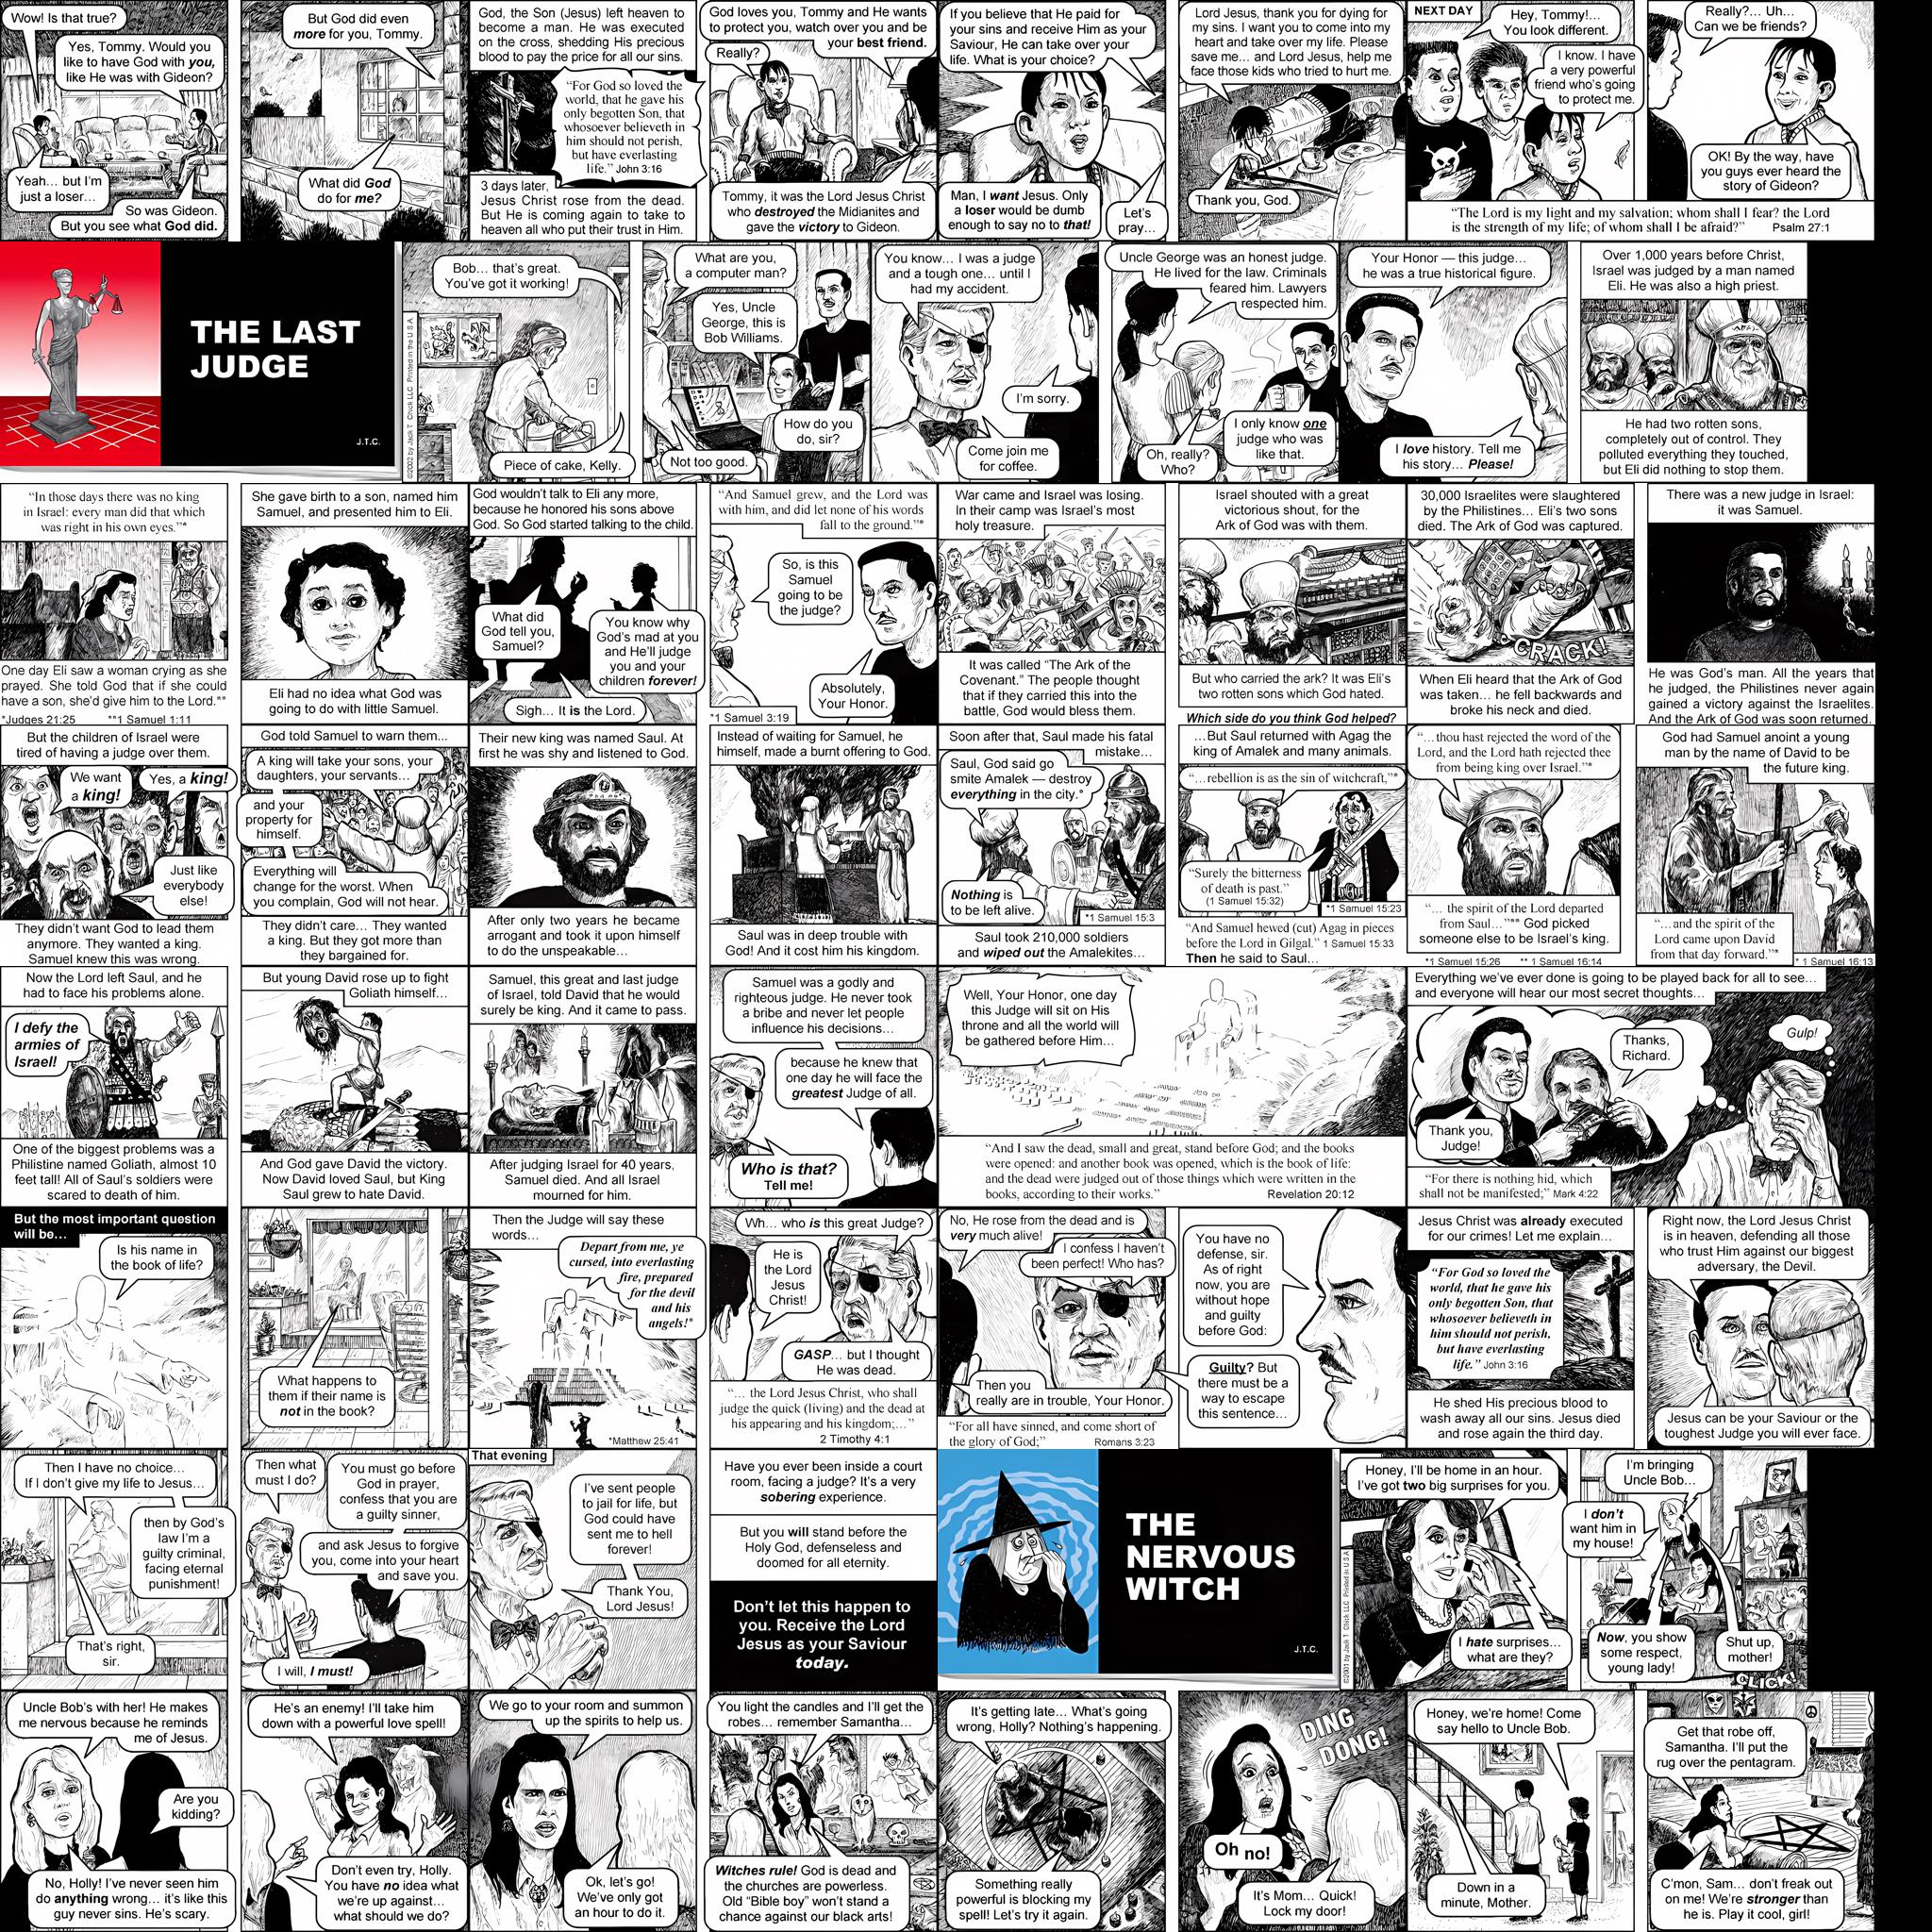 Wow! Is that true?
Yes, Tommy. Would you
like to have God with you,
like He was with Gideon?
Yeah... but I'm
just a loser...
So was Gideon.
But you see what God did.
But God did even
more for you, Tommy.
What did God
do for me?
God, the Son (Jesus) left heaven to
become a man. He was executed
on the cross, shedding His precious
blood to pay the price for all our sins.
“For God so loved the
world, that he gave his
only begotten Son, that
whosoever believeth in
him should not perish,
but have everlasting
life.” John 3:16
3 days later,
Jesus Christ rose from the dead.
But He is coming again to take to
heaven all who put their trust in Him.
God loves you, Tommy and He wants
to protect you, watch over you and be
your best friend.
Really?
Tommy, it was the Lord Jesus Christ
who destroyed the Midianites and
gave the victory to Gideon.
If you believe that He paid for
your sins and receive Him as your
Saviour, He can take over your
life. What is your choice?
Man, I want Jesus. Only
a loser would be dumb
enough to say no to that!
Let's
pray...
Lord Jesus, thank you for dying for
my sins. I want you to come into my
heart and take over my life. Please
save me... and Lord Jesus, help me
face those kids who tried to hurt me.
Thank you, God.
NEXT DAY
Hey, Tommy!...
You look different.
I know. I have
a very powerful
friend who's going
to protect me.
Really?... Uh...
Can we be friends?
OK! By the way, have
you guys ever heard the
story of Gideon?
“The Lord is my light and my salvation; whom shall I fear? the Lord
is the strength of my life; of whom shall I be afraid?” Psalm 27:1
THE LAST
JUDGE
J.T.C.
©2002 by Jack T. Chick LLC Printed in the U.S.A.
Bob... that's great.
You've got it working!
Piece of cake, Kelly.
What are you,
a computer man?
Yes, Uncle
George, this is
Bob Williams.
How do you
do, sir?
Not too good.
You know... I was a judge
and a tough one... until I
had my accident.
I'm sorry.
Come join me
for coffee.
Uncle George was an honest judge.
He lived for the law. Criminals
feared him. Lawyers
respected him.
I only know one
judge who was
like that.
Oh, really?
Who?
Your Honor — this judge...
he was a true historical figure.
I love history. Tell me
his story... Please!
Over 1,000 years before Christ,
Israel was judged by a man named
Eli. He was also a high priest.
He had two rotten sons,
completely out of control. They
polluted everything they touched,
but Eli did nothing to stop them.
“In those days there was no king
in Israel: every man did that which
was right in his own eyes.”*
One day Eli saw a woman crying as she
prayed. She told God that if she could
have a son, she'd give him to the Lord.**
*Judges 21:25 **1 Samuel 1:11
She gave birth to a son, named him
Samuel, and presented him to Eli.
Eli had no idea what God was
going to do with little Samuel.
God wouldn't talk to Eli any more,
because he honored his sons above
God. So God started talking to the child.
What did
God tell you,
Samuel?
You know why
God's mad at you
and He'll judge
you and your
children forever!
Sigh... It is the Lord.
“And Samuel grew, and the Lord was
with him, and did let none of his words
fall to the ground.”*
So, is this
Samuel
going to be
the judge?
Absolutely,
Your Honor.
*1 Samuel 3:19
War came and Israel was losing.
In their camp was Israel's most
holy treasure.
It was called “The Ark of the
Covenant.” The people thought
that if they carried this into the
battle, God would bless them.
Israel shouted with a great
victorious shout, for the
Ark of God was with them.
But who carried the ark? It was Eli's
two rotten sons which God hated.
Which side do you think God helped?
30,000 Israelites were slaughtered
by the Philistines... Eli's two sons
died. The Ark of God was captured.
CRACK!
When Eli heard that the Ark of God
was taken... he fell backwards and
broke his neck and died.
There was a new judge in Israel:
it was Samuel.
He was God's man. All the years that
he judged, the Philistines never again
gained a victory against the Israelites.
And the Ark of God was soon returned.
But the children of Israel were
tired of having a judge over them.
We want
a king!
Yes, a king!
Just like
everybody
else!
They didn't want God to lead them
anymore. They wanted a king.
Samuel knew this was wrong.
God told Samuel to warn them...
A king will take your sons, your
daughters, your servants...
and your
property for
himself.
Everything will
change for the worst. When
you complain, God will not hear.
They didn't care... They wanted
a king. But they got more than
they bargained for.
Their new king was named Saul. At
first he was shy and listened to God.
After only two years he became
arrogant and took it upon himself
to do the unspeakable...
Instead of waiting for Samuel, he
himself, made a burnt offering to God.
Saul was in deep trouble with
God! And it cost him his kingdom.
Soon after that, Saul made his fatal
mistake...
Saul, God said go
smite Amalek — destroy
everything in the city.*
Nothing is
to be left alive.
*1 Samuel 15:3
Saul took 210,000 soldiers
and wiped out the Amalekites...
...But Saul returned with Agag the
king of Amalek and many animals.
“...rebellion is as the sin of witchcraft,”*
“Surely the bitterness
of death is past.”
(1 Samuel 15:32)
*1 Samuel 15:23
“And Samuel hewed (cut) Agag in pieces
before the Lord in Gilgal.” 1 Samuel 15:33
Then he said to Saul...
“...thou hast rejected the word of the
Lord, and the Lord hath rejected thee
from being king over Israel.”*
“... the spirit of the Lord departed
from Saul...”** God picked
someone else to be Israel's king.
*1 Samuel 15:26 ** 1 Samuel 16:14
God had Samuel anoint a young
man by the name of David to be
the future king.
“...and the spirit of the
Lord came upon David
from that day forward.”*
* 1 Samuel 16:13
Now the Lord left Saul, and he
had to face his problems alone.
I defy the
armies of
Israel!
One of the biggest problems was a
Philistine named Goliath, almost 10
feet tall! All of Saul's soldiers were
scared to death of him.
But young David rose up to fight
Goliath himself...
And God gave David the victory.
Now David loved Saul, but King
Saul grew to hate David.
Samuel, this great and last judge
of Israel, told David that he would
surely be king. And it came to pass.
After judging Israel for 40 years,
Samuel died. And all Israel
mourned for him.
Samuel was a godly and
righteous judge. He never took
a bribe and never let people
influence his decisions...
because he knew that
one day he will face the
greatest Judge of all.
Who is that?
Tell me!
Well, Your Honor, one day
this Judge will sit on His
throne and all the world will
be gathered before Him...
“And I saw the dead, small and great, stand before God; and the books
were opened: and another book was opened, which is the book of life:
and the dead were judged out of those things which were written in the
books, according to their works.” Revelation 20:12
Everything we've ever done is going to be played back for all to see...
and everyone will hear our most secret thoughts...
Thanks,
Richard.
Gulp!
Thank you,
Judge!
“For there is nothing hid, which
shall not be manifested;” Mark 4:22
But the most important question
will be...
Is his name in
the book of life?
What happens to
them if their name is
not in the book?
Then the Judge will say these
words...
Depart from me, ye
cursed, into everlasting
fire, prepared
for the devil
and his
angels!*
*Matthew 25:41
Wh... who is this great Judge?
He is
the Lord
Jesus
Christ!
GASP... but I thought
He was dead.
“... the Lord Jesus Christ, who shall
judge the quick (living) and the dead at
his appearing and his kingdom;...”
2 Timothy 4:1
No, He rose from the dead and is
very much alive!
I confess I haven't
been perfect! Who has?
Then you
really are in trouble, Your Honor.
“For all have sinned, and come short of
the glory of God;” Romans 3:23
You have no
defense, sir.
As of right
now, you are
without hope
and guilty
before God:
Guilty? But
there must be a
way to escape
this sentence...
Jesus Christ was already executed
for our crimes! Let me explain...
“For God so loved the
world, that he gave his
only begotten Son, that
whosoever believeth in
him should not perish,
but have everlasting
life.” John 3:16
He shed His precious blood to
wash away all our sins. Jesus died
and rose again the third day.
Right now, the Lord Jesus Christ
is in heaven, defending all those
who trust Him against our biggest
adversary, the Devil.
Jesus can be your Saviour or the
toughest Judge you will ever face.
Then I have no choice...
If I don't give my life to Jesus...
then by God's
law I'm a
guilty criminal,
facing eternal
punishment!
That's right,
sir.
Then what
must I do?
You must go before
God in prayer,
confess that you are
a guilty sinner,
and ask Jesus to forgive
you, come into your heart
and save you.
I will, I must!
That evening
I've sent people
to jail for life, but
God could have
sent me to hell
forever!
Thank You,
Lord Jesus!
Have you ever been inside a court
room, facing a judge? It's a very
sobering experience.
But you will stand before the
Holy God, defenseless and
doomed for all eternity.
Don't let this happen to
you. Receive the Lord
Jesus as your Saviour
today.
THE
NERVOUS
WITCH
J.T.C.
©2001 by Jack T. Chick LLC Printed in U.S.A.
Honey, I'll be home in an hour.
I've got two big surprises for you.
I hate surprises...
what are they?
I'm bringing
Uncle Bob...
I don't
want him in
my house!
Now, you show
some respect,
young lady!
Shut up,
mother!
CLICK!
Uncle Bob's with her! He makes
me nervous because he reminds
me of Jesus.
Are you
kidding?
No, Holly! I've never seen him
do anything wrong... it's like this
guy never sins. He's scary.
He's an enemy! I'll take him
down with a powerful love spell!
Don't even try, Holly.
You have no idea what
we're up against...
what should we do?
We go to your room and summon
up the spirits to help us.
Ok, let's go!
We've only got
an hour to do it.
You light the candles and I'll get the
robes... remember Samantha...
Witches rule! God is dead and
the churches are powerless.
Old “Bible boy” won't stand a
chance against our black arts!
It's getting late... What's going
wrong, Holly? Nothing's happening.
Something really
powerful is blocking my
spell! Let's try it again.
DING
DONG!
Oh no!
It's Mom... Quick!
Lock my door!
Honey, we're home! Come
say hello to Uncle Bob.
Down in a
minute, Mother.
Get that robe off,
Samantha. I'll put the
rug over the pentagram.
C'mon, Sam... don't freak out
on me! We're stronger than
he is. Play it cool, girl!